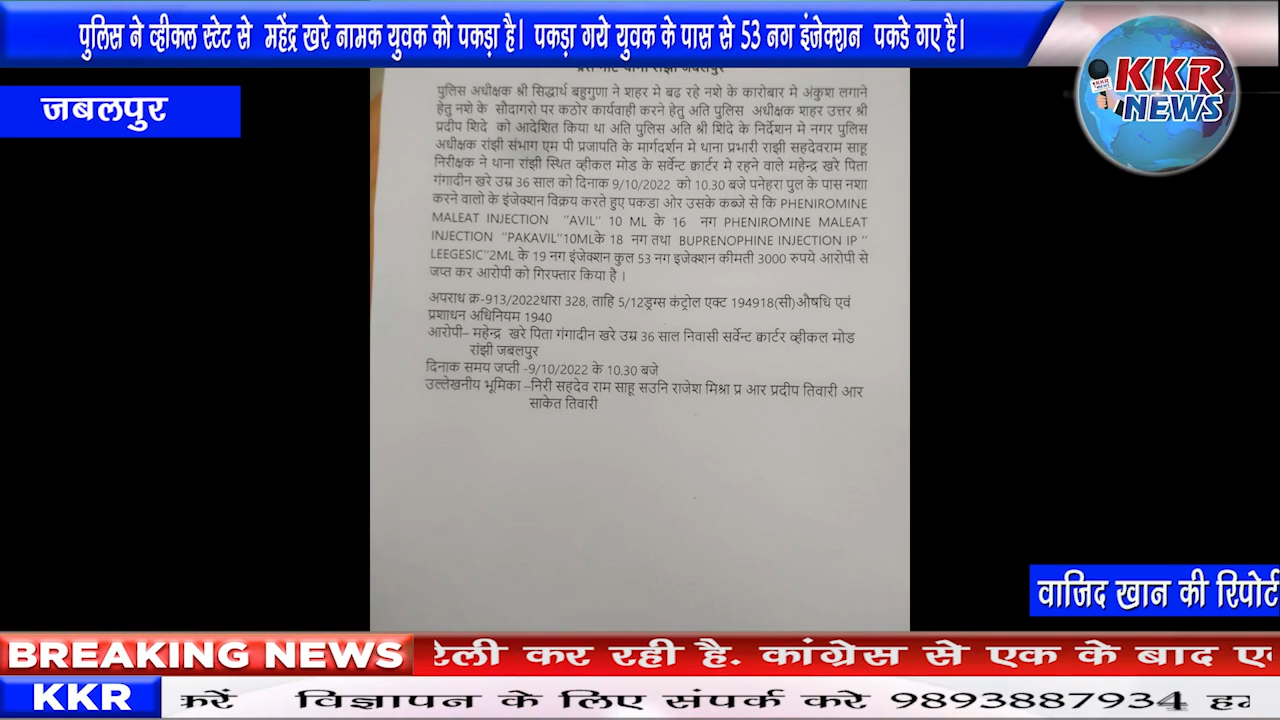 पुलिस ने व्हीकल स्टेट से महेंद्र खरे नामक युवक को पकड़ा है। पकड़ा गये युवक के पास से 53 नग इंजेक्शन पकडे गए है।
KKR
NEWS
जबलपुर
पुलिस अधीक्षक श्री सिद्धार्थ बहुगुणा ने शहर मे बढ रहे नशे के कारोबार मे अंकुश लगाने
हेतु नशे के सौदागरो पर कठोर कार्यवाही करने हेतु अति पुलिस अधीक्षक शहर उत्तर श्री
प्रदीप शिदे को आदेशित किया था अति पुलिस अति श्री शिंदे के निर्देशन मे नगर पुलिस
अधीक्षक रांझी संभाग एम पी प्रजापति के मार्गदर्शन मे थाना प्रभारी राझी सहदेवराम साहू
निरीक्षक ने थाना रांझी स्थित व्हीकल मोड के सर्वेन्ट क्वार्टर मे रहने वाले महेन्द्र खरे पिता
गंगादीन खरे उम्र 36 साल को दिनाक 9/10/2022 को 10.30 बजे पनेहरा पुल के पास नशा
करने वालो के इंजेक्शन विक्रय करते हुए पकडा ओर उसके कब्जे से कि PHENIROMINE
MALEAT INJECTION ‘‘AVIL’’ 10 ML के 16 नग PHENIROMINE MALEAT
INJECTION ‘‘PAKAVIL’’10MLके 18 नग तथा BUPRENOPHINE INJECTION IP ‘‘
LEEGESIC’’2ML के 19 नग इंजेक्शन कुल 53 नग इजेक्शन कीमती 3000 रुपये आरोपी से
जप्त कर आरोपी को गिरफ्तार किया है ।
अपराध क्र-913/2022धारा 328, ताहि 5/12ड्रग्स कंट्रोल एक्ट 194918(सी)औषधि एवं
प्रशाधन अधिनियम 1940
आरोपी– महेन्द्र खरे पिता गंगादीन खरे उम्र 36 साल निवासी सर्वेन्ट क्वार्टर व्हीकल मोड
रांझी जबलपुर
दिनाक समय जप्ती -9/10/2022 के 10.30 बजे
उल्लेखनीय भूमिका –निरी सहदेव राम साहू सउनि राजेश मिश्रा प्र आर प्रदीप तिवारी आर
साकेत तिवारी
वाजिद खान की रिपोर्ट
BREAKING NEWS
कर रही है. कांग्रेस से एक के बाद
KKR
करें विज्ञापन के लिए संपर्क करे 9893887934